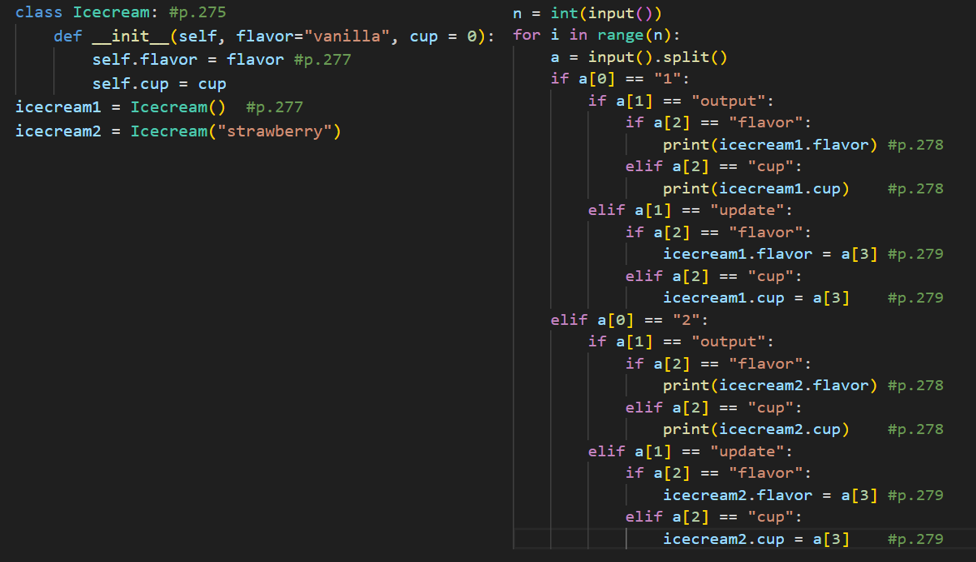 class Icecream: #p.275
    def __init__(self, flavor="vanilla", cup = 0):
        self.flavor = flavor #p.277
        self.cup = cup
icecream1 = Icecream()  #p.277
icecream2 = Icecream("strawberry")
n = int(input())
for i in range(n):
    a = input().split()
    if a[0] == "1":
        if a[1] == "output":
            if a[2] == "flavor":
                print(icecream1.flavor) #p.278
            elif a[2] == "cup":
                print(icecream1.cup)    #p.278
        elif a[1] == "update":
            if a[2] == "flavor":
                icecream1.flavor = a[3] #p.279
            elif a[2] == "cup":
                icecream1.cup = a[3]    #p.279
    elif a[0] == "2":
        if a[1] == "output":
            if a[2] == "flavor":
                print(icecream2.flavor) #p.278
            elif a[2] == "cup":
                print(icecream2.cup)    #p.278
        elif a[1] == "update":
            if a[2] == "flavor":
                icecream2.flavor = a[3] #p.279
            elif a[2] == "cup":
                icecream2.cup = a[3]    #p.279